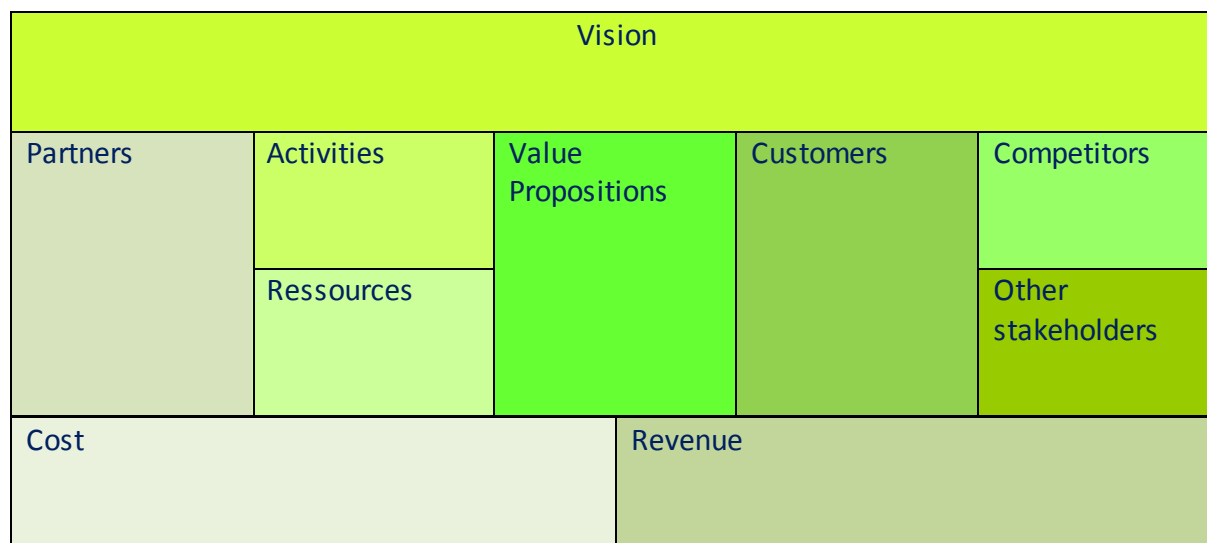 Vision
Partners
Activities
Value
Propositions
Customers
Competitors
Ressources
Other
stakeholders
Cost
Revenue